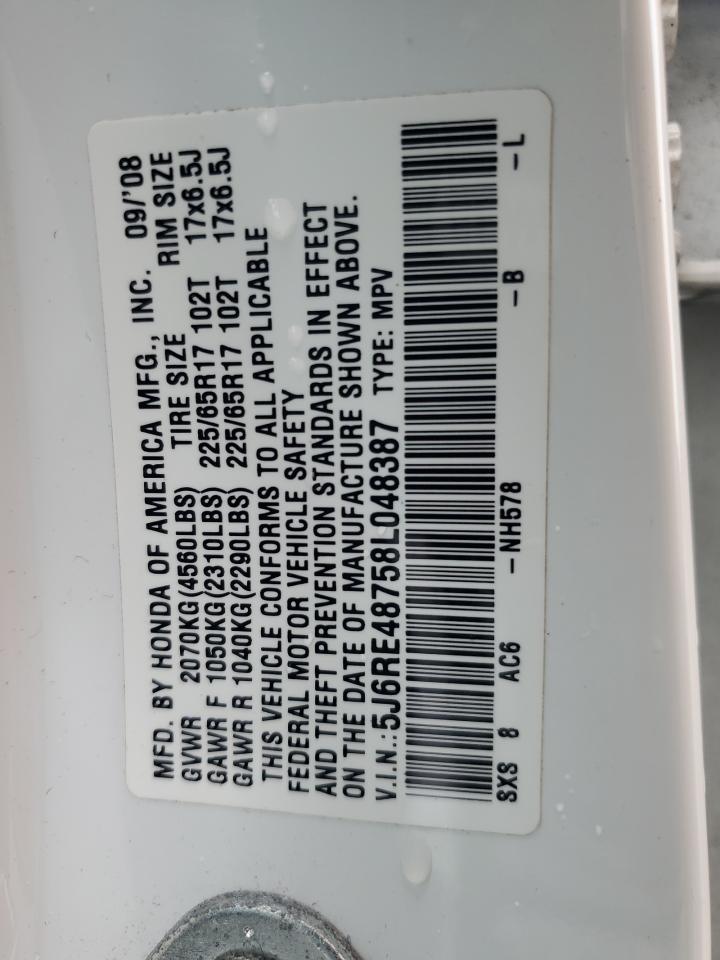 MFD. BY HONDA OF AMERICA MFG., INC. 09/'08
GVWR 2070KG(4560LBS) TIRE SIZE RIM SIZE
GAWR F 1050KG(2310LBS) 225/65R17 102T 17x6.5J
GAWR R 1040KG(2290LBS) 225/65R17 102T 17x6.5J
THIS VEHICLE CONFORMS TO ALL APPLICABLE
FEDERAL MOTOR VEHICLE SAFETY
AND THEFT PREVENTION STANDARDS IN EFFECT
ON THE DATE OF MANUFACTURE SHOWN ABOVE.
V.I.N.:5J6RE48758L048387 TYPE: MPV
SXS 8 AC6 -NH578 -B -L